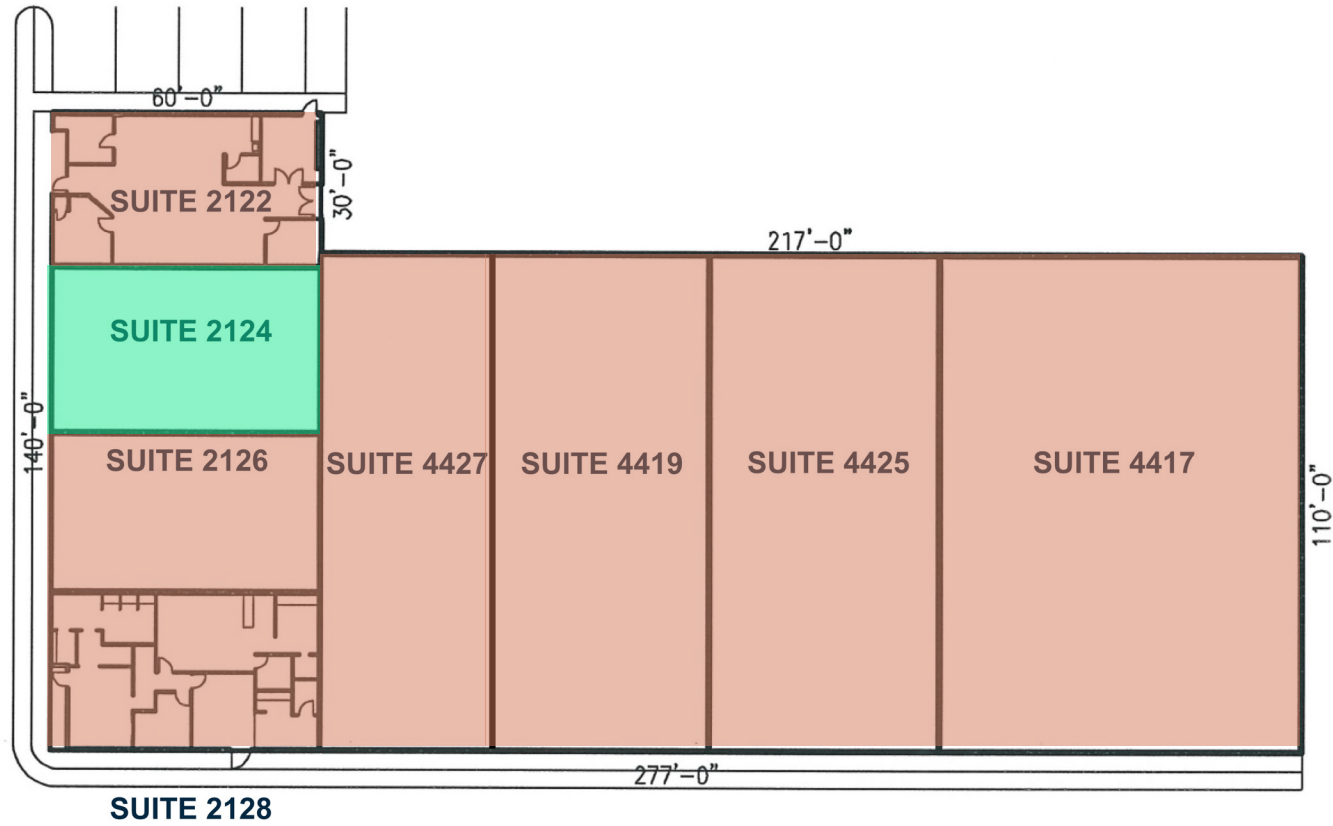 60'-0"
SUITE 2122
30'-0"
217'-0"
SUITE 2124
140'-0"
SUITE 2126
SUITE 4427
SUITE 4419
SUITE 4425
SUITE 4417
110'-0"
277'-0"
SUITE 2128